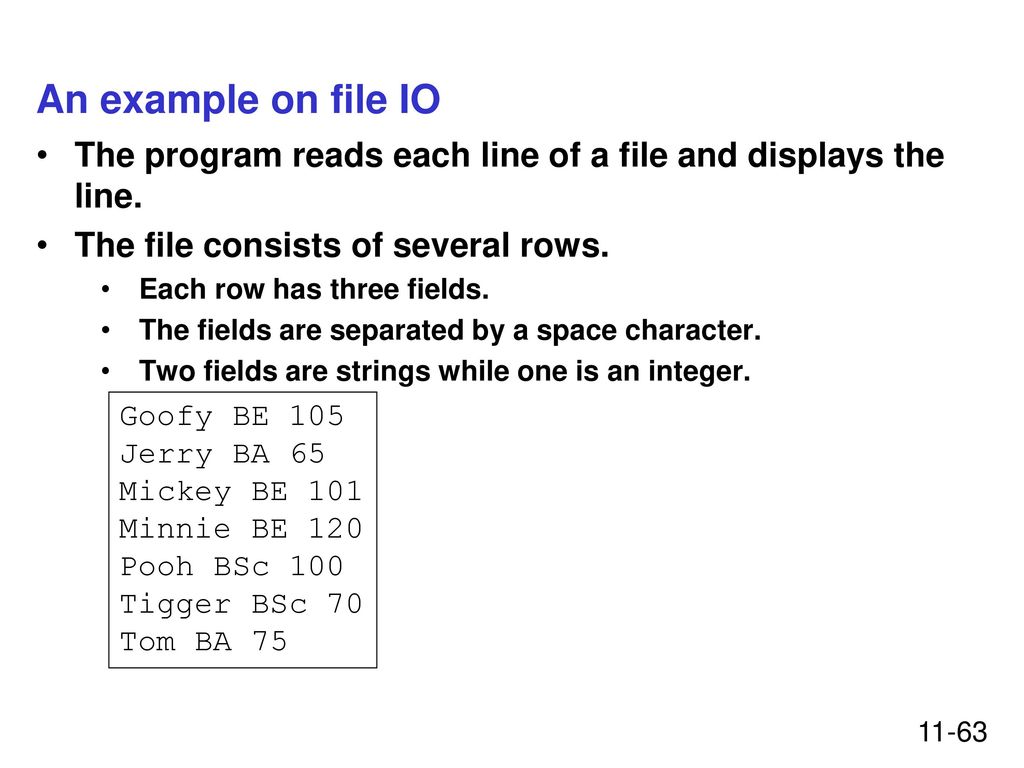 An example on file IO
• The program reads each line of a file and displays the
line.
• The file consists of several rows.
• Each row has three fields.
• The fields are separated by a space character.
• Two fields are strings while one is an integer.
Goofy BE 105
Jerry BA 65
Mickey BE 101
Minnie BE 120
Pooh BSc 100
Tigger BSc 70
Tom BA 75
11-63